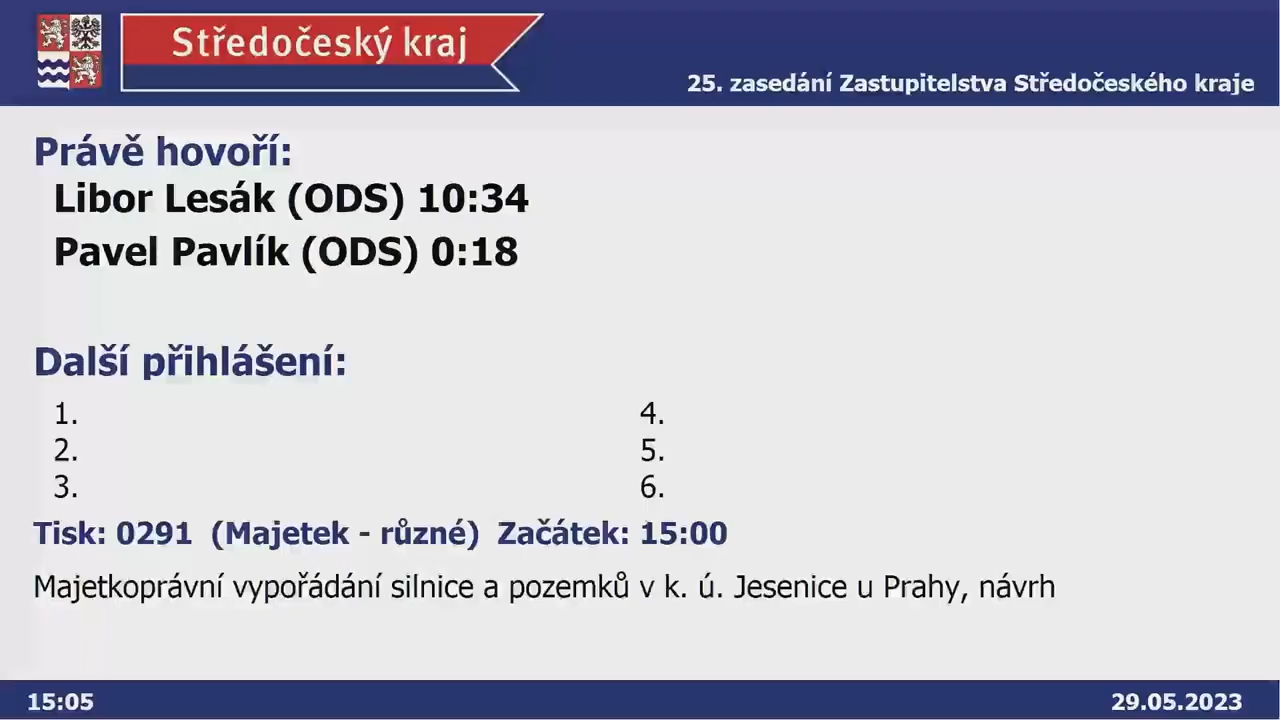 Středočeský kraj
25. zasedání Zastupitelstva Středočeského kraje
Právě hovoří:
Libor Lesák (ODS) 10:34
Pavel Pavlík (ODS) 0:18
Další přihlášení:
1.
2.
3.
4.
5.
6.
Tisk: 0291 (Majetek - různé) Začátek: 15:00
Majetkoprávní vypořádání silnice a pozemků v k. ú. Jesenice u Prahy, návrh
15:05
29.05.2023